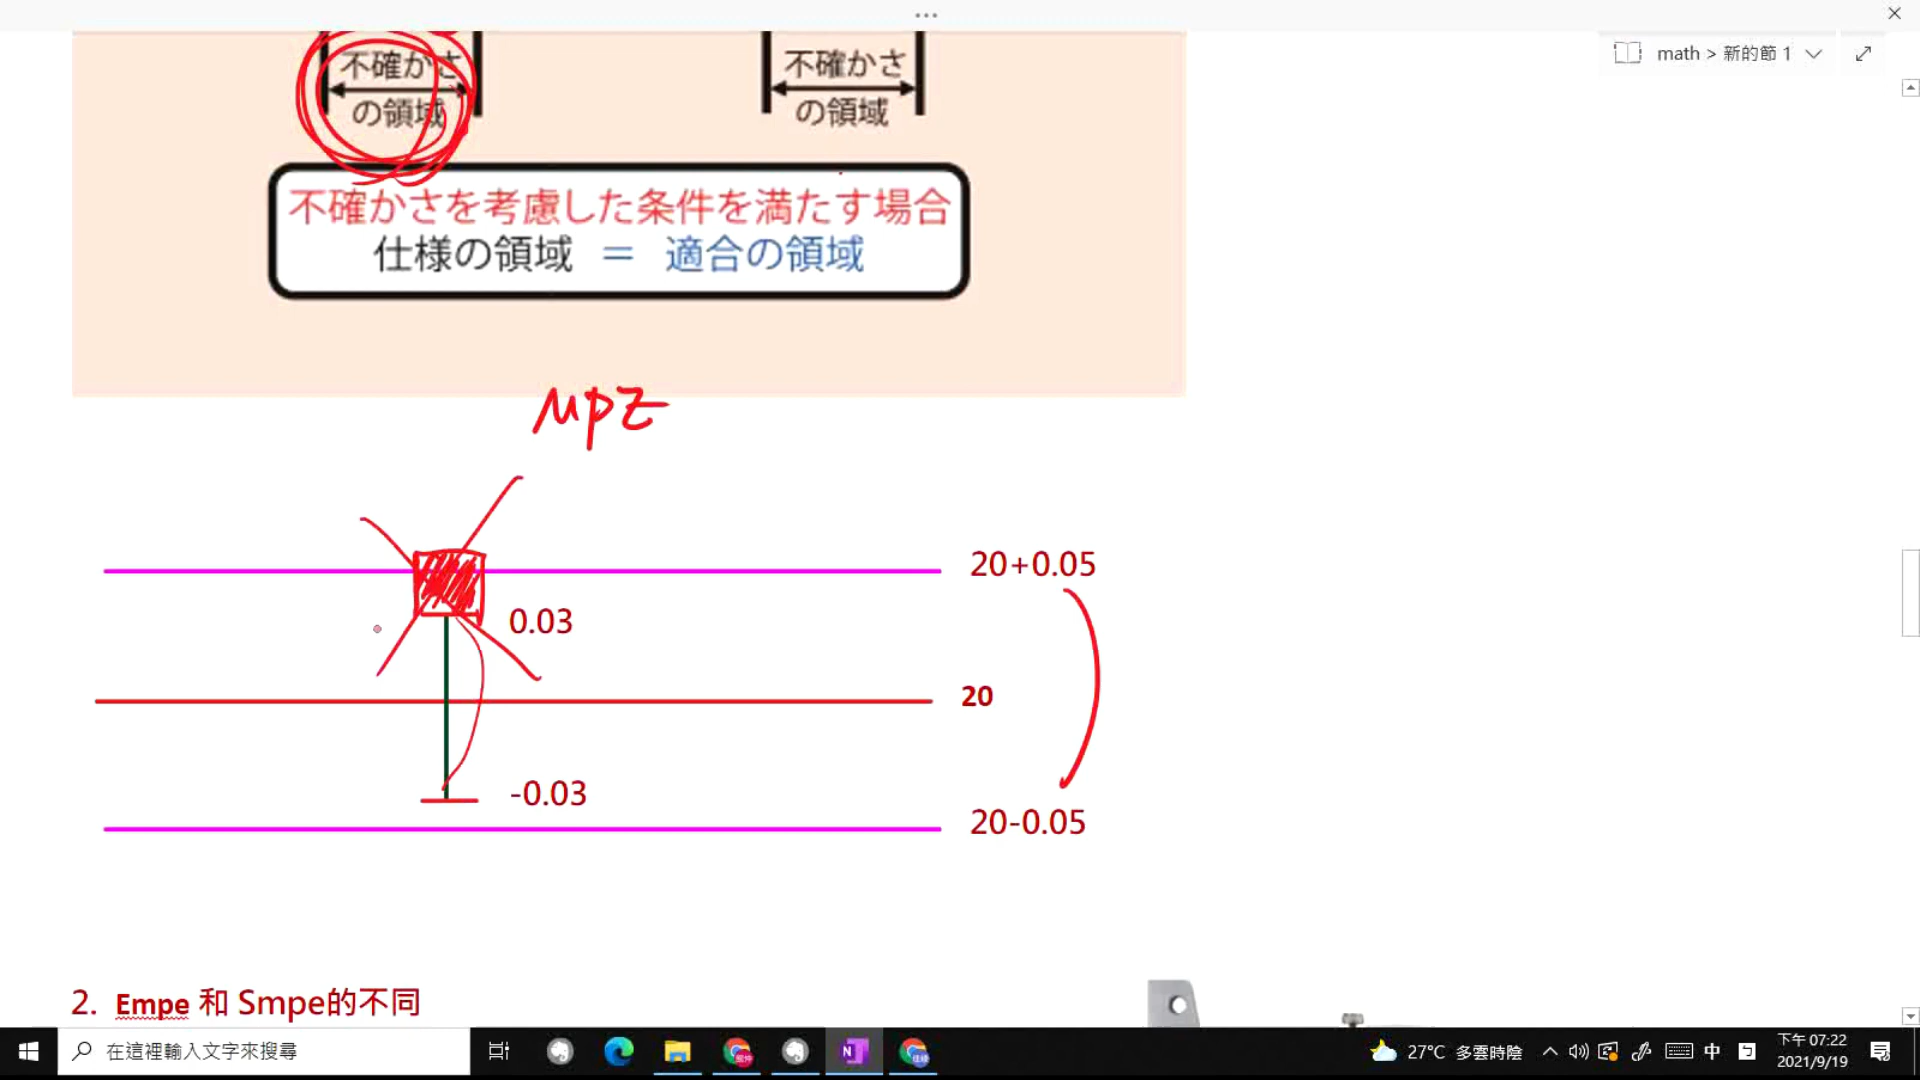 math > 新的節 1
不確かさ
の領域
不確かさ
の領域
不確かさを考慮した条件を満たす場合
仕様の領域 = 適合の領域
MPZ
20+0.05
0.03
20
-0.03
20-0.05
2. Empe 和 Smpe的不同
在這裡輸入文字來搜尋
27°C 多雲時陰
中
下午 07:22
2021/9/19